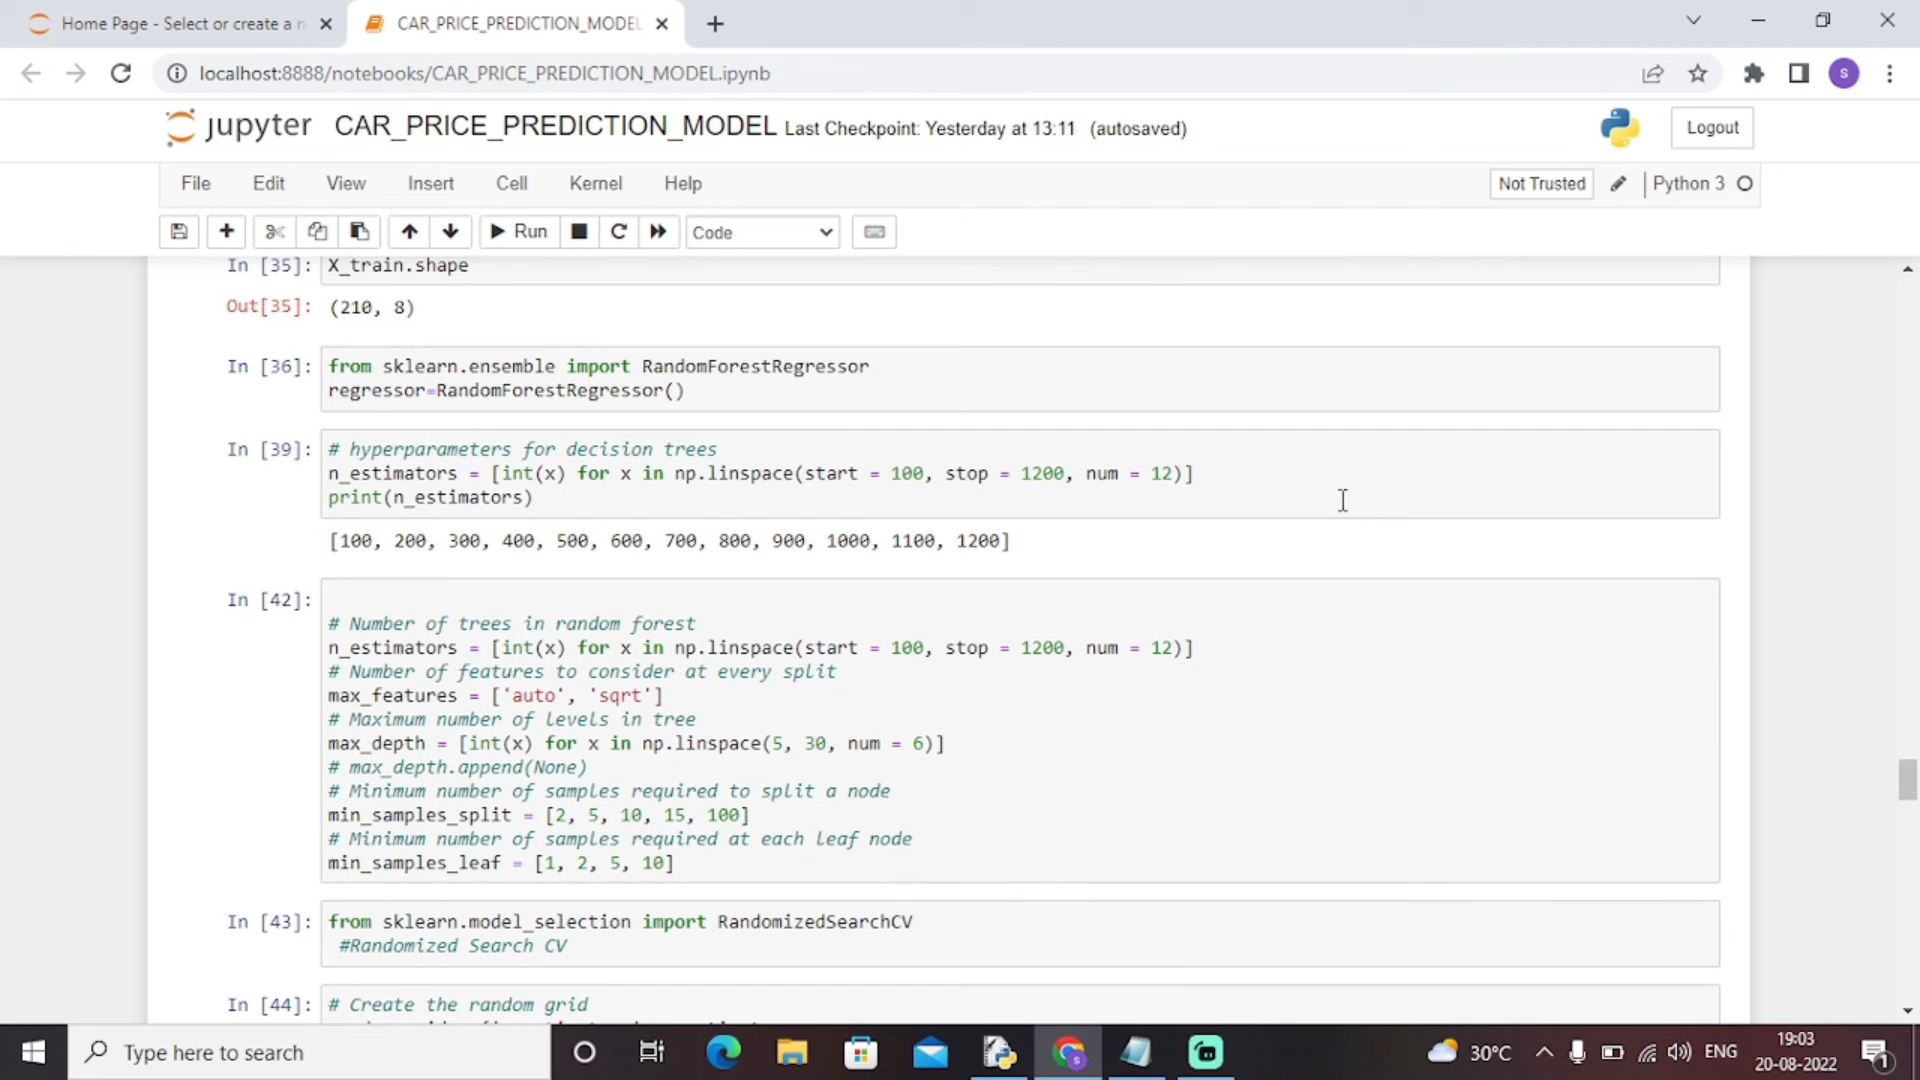 Home Page - Select or create a n
CAR_PRICE_PREDICTION_MODEL
localhost:8888/notebooks/CAR_PRICE_PREDICTION_MODEL.ipynb
S
jupyter CAR_PRICE_PREDICTION_MODEL Last Checkpoint: Yesterday at 13:11 (autosaved)
Logout
File Edit View Insert Cell Kernel Help
Not Trusted Python 3
Run Code
In [35]: X_train.shape
Out[35]: (210, 8)
In [36]: from sklearn.ensemble import RandomForestRegressor
regressor=RandomForestRegressor()
In [39]: # hyperparameters for decision trees
n_estimators = [int(x) for x in np.linspace(start = 100, stop = 1200, num = 12)]
print(n_estimators)
[100, 200, 300, 400, 500, 600, 700, 800, 900, 1000, 1100, 1200]
In [42]:
# Number of trees in random forest
n_estimators = [int(x) for x in np.linspace(start = 100, stop = 1200, num = 12)]
# Number of features to consider at every split
max_features = ['auto', 'sqrt']
# Maximum number of levels in tree
max_depth = [int(x) for x in np.linspace(5, 30, num = 6)]
# max_depth.append(None)
# Minimum number of samples required to split a node
min_samples_split = [2, 5, 10, 15, 100]
# Minimum number of samples required at each leaf node
min_samples_leaf = [1, 2, 5, 10]
In [43]: from sklearn.model_selection import RandomizedSearchCV
#Randomized Search CV
In [44]: # Create the random grid
Type here to search
30°C
ENG
19:03
20-08-2022
1